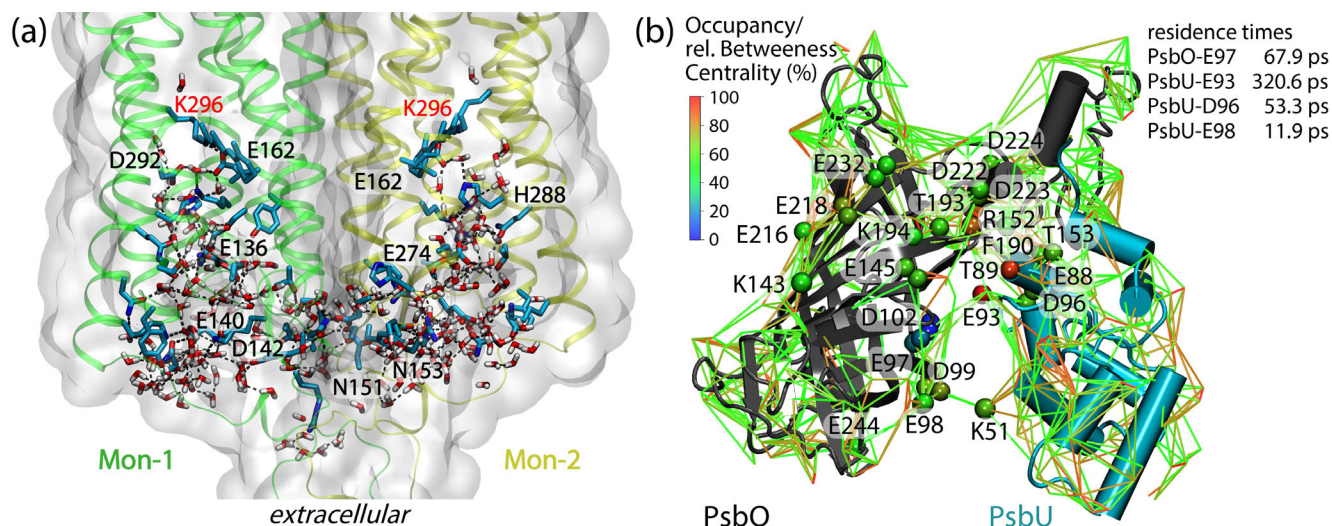 (a)
K296
K296
D292
E162
E162
H288
E136
E274
E140
D142
N151
N153
Mon-1
Mon-2
extracellular
(b)
Occupancy/
rel. Betweeness
Centrality (%)
100
80
60
40
20
0
residence times
PsbO-E97 67.9 ps
PsbU-E93 320.6 ps
PsbU-D96 53.3 ps
PsbU-E98 11.9 ps
D224
E232
D222
D223
E218
T193
R152
E216
K194
F190
T153
K143
E145
T89
E88
D102
E93
D96
E97
D99
E244
E98
K51
PsbO
PsbU